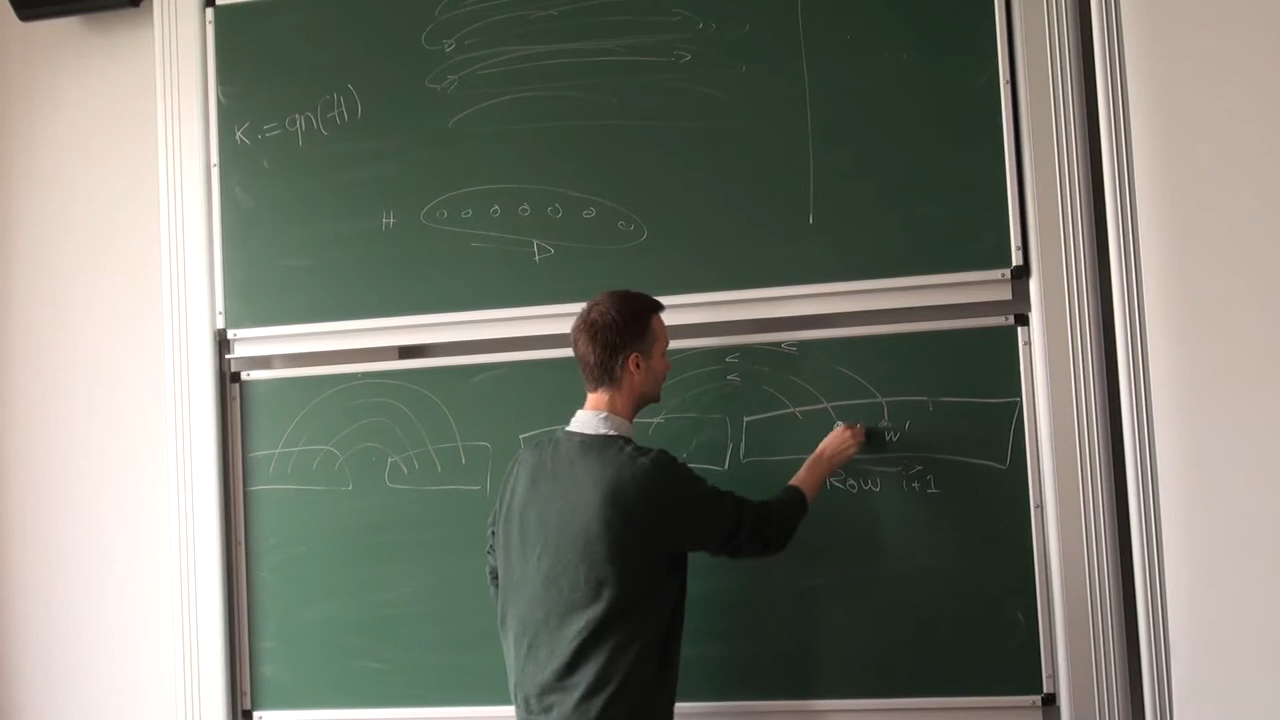 K := qn(H)
H
D
< <
<
w'
Row i+1